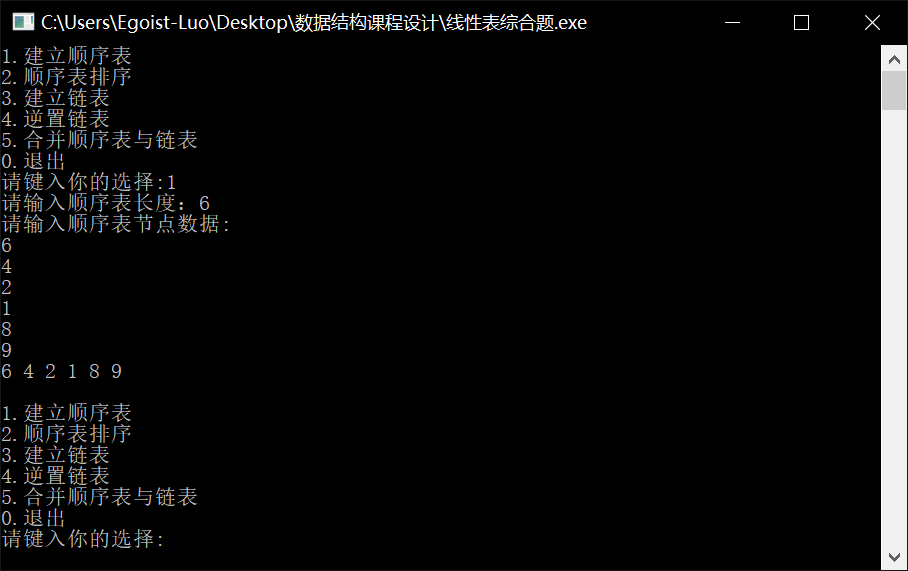 C:\Users\Egoist-Luo\Desktop\数据结构课程设计\线性表综合题.exe
1.建立顺序表
2.顺序表排序
3.建立链表
4.逆置链表
5.合并顺序表与链表
0.退出
请键入你的选择:1
请输入顺序表长度：6
请输入顺序表节点数据:
6
4
2
1
8
9
6 4 2 1 8 9
1.建立顺序表
2.顺序表排序
3.建立链表
4.逆置链表
5.合并顺序表与链表
0.退出
请键入你的选择: